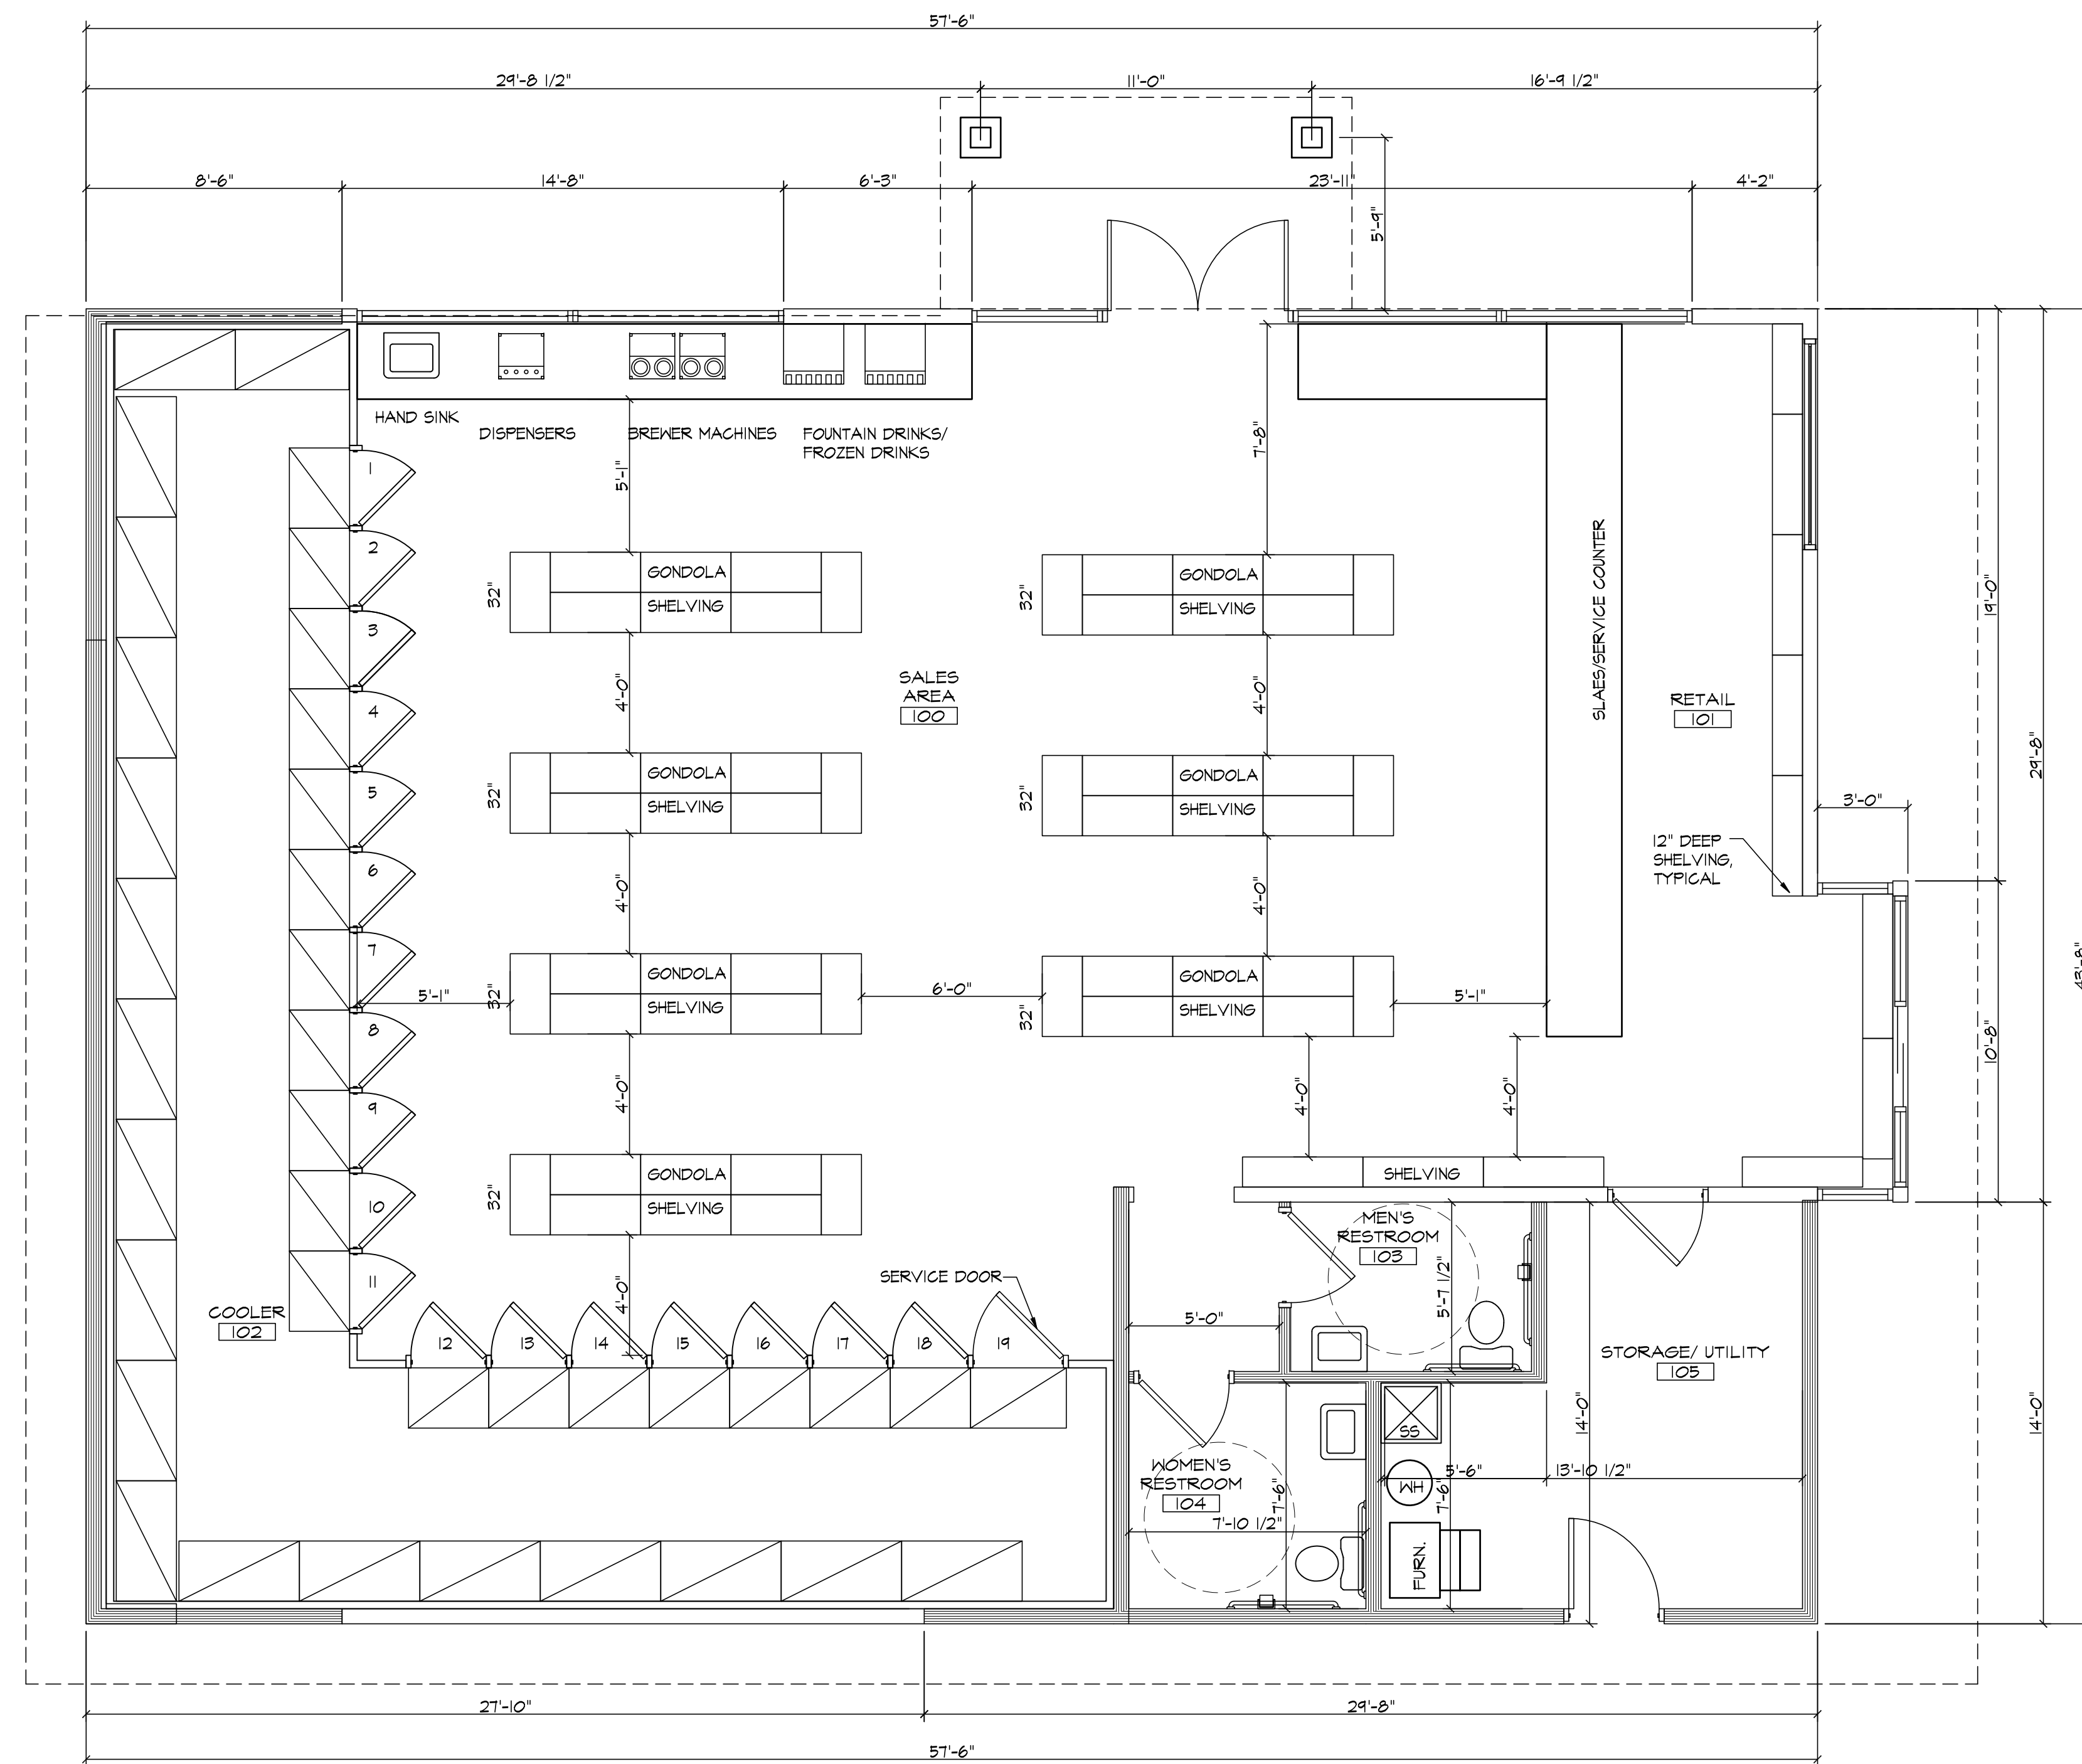 57'-6"
29'-8 1/2"
11'-0"
16'-9 1/2"
8'-6"
14'-8"
6'-3"
23'-11"
4'-2"
5'-9"
HAND SINK
DISPENSERS
BREWER MACHINES
FOUNTAIN DRINKS/
FROZEN DRINKS
5'-1"
7'-8"
1
2
3
4
5
6
7
8
9
10
11
32"
GONDOLA
SHELVING
32"
GONDOLA
SHELVING
4'-0"
4'-0"
SALES
AREA
100
SLAES/SERVICE COUNTER
RETAIL
101
19'-0"
29'-8"
32"
GONDOLA
SHELVING
32"
GONDOLA
SHELVING
4'-0"
4'-0"
12" DEEP
SHELVING,
TYPICAL
3'-0"
43'-8"
5'-1"
32"
GONDOLA
SHELVING
6'-0"
32"
GONDOLA
SHELVING
5'-1"
4'-0"
4'-0"
4'-0"
10'-8"
32"
GONDOLA
SHELVING
SHELVING
4'-0"
SERVICE DOOR
COOLER
102
12
13
14
15
16
17
18
19
5'-0"
MEN'S
RESTROOM
103
5'-7 1/2"
STORAGE/ UTILITY
105
14'-0"
14'-0"
WOMEN'S
RESTROOM
104
7'-6"
7'-10 1/2"
SS
WH
5'-6"
13'-10 1/2"
7'-6"
FURN.
27'-10"
29'-8"
57'-6"